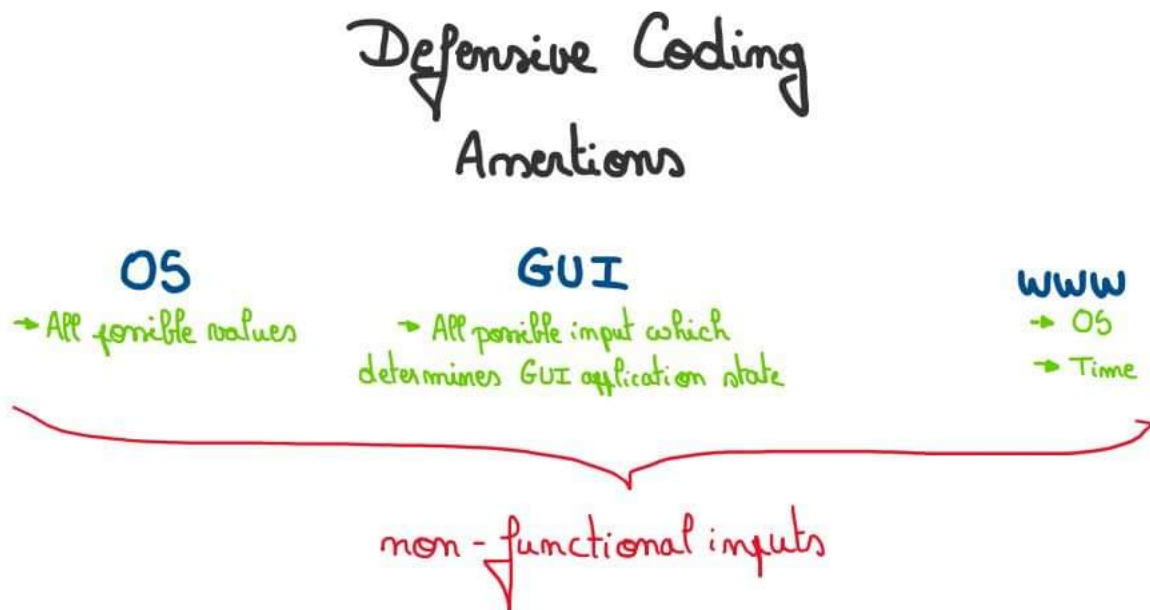 Defensive Coding
Assertions
OS
→ All possible values
GUI
→ All possible input which
determines GUI application state
WWW
→ OS
→ Time
non-functional inputs